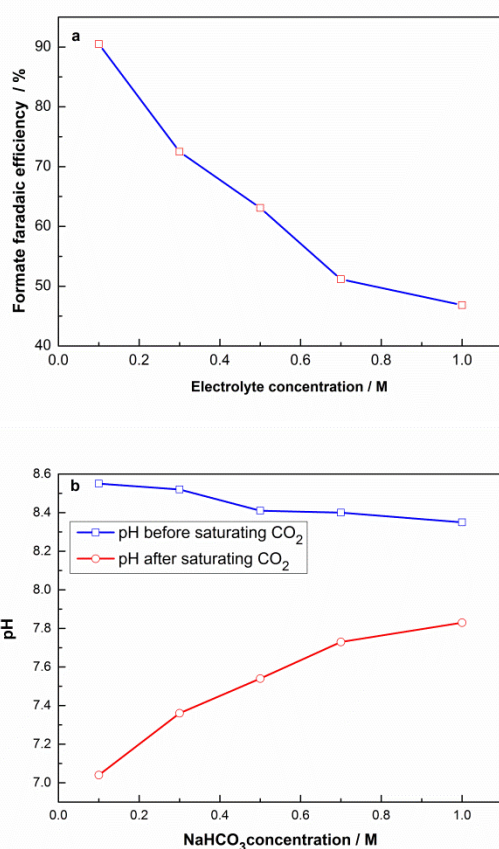 a
Formate faradaic efficiency / %
90
80
70
60
50
40
0.0 0.2 0.4 0.6 0.8 1.0
Electrolyte concentration / M
b
pH
8.6
8.4
8.2
8.0
7.8
7.6
7.4
7.2
7.0
pH before saturating CO2
pH after saturating CO2
0.0 0.2 0.4 0.6 0.8 1.0
NaHCO3concentration / M